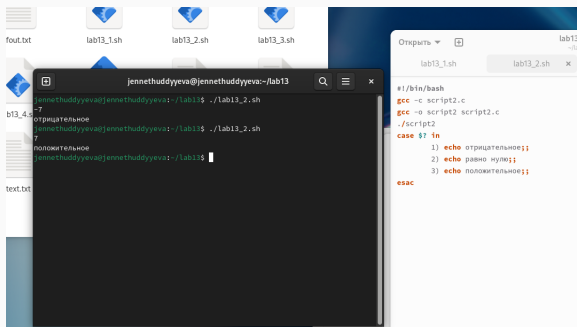 fout.txt
lab13_1.sh
lab13_2.sh
lab13_3.sh
b13_4.s
text.txt
jennethuddyyeva@jennethuddyyeva:~/lab13
jennethuddyyeva@jennethuddyyeva:~/lab13$ ./lab13_2.sh
-7
отрицательное
jennethuddyyeva@jennethuddyyeva:~/lab13$ ./lab13_2.sh
7
положительное
jennethuddyyeva@jennethuddyyeva:~/lab13$
Открыть
lab13
~/l
lab13_1.sh
lab13_2.sh
#!/bin/bash
gcc -c script2.c
gcc -o script2 script2.c
./script2
case $? in
1) echo отрицательное;;
2) echo равно нулю;;
3) echo положительное;;
esac